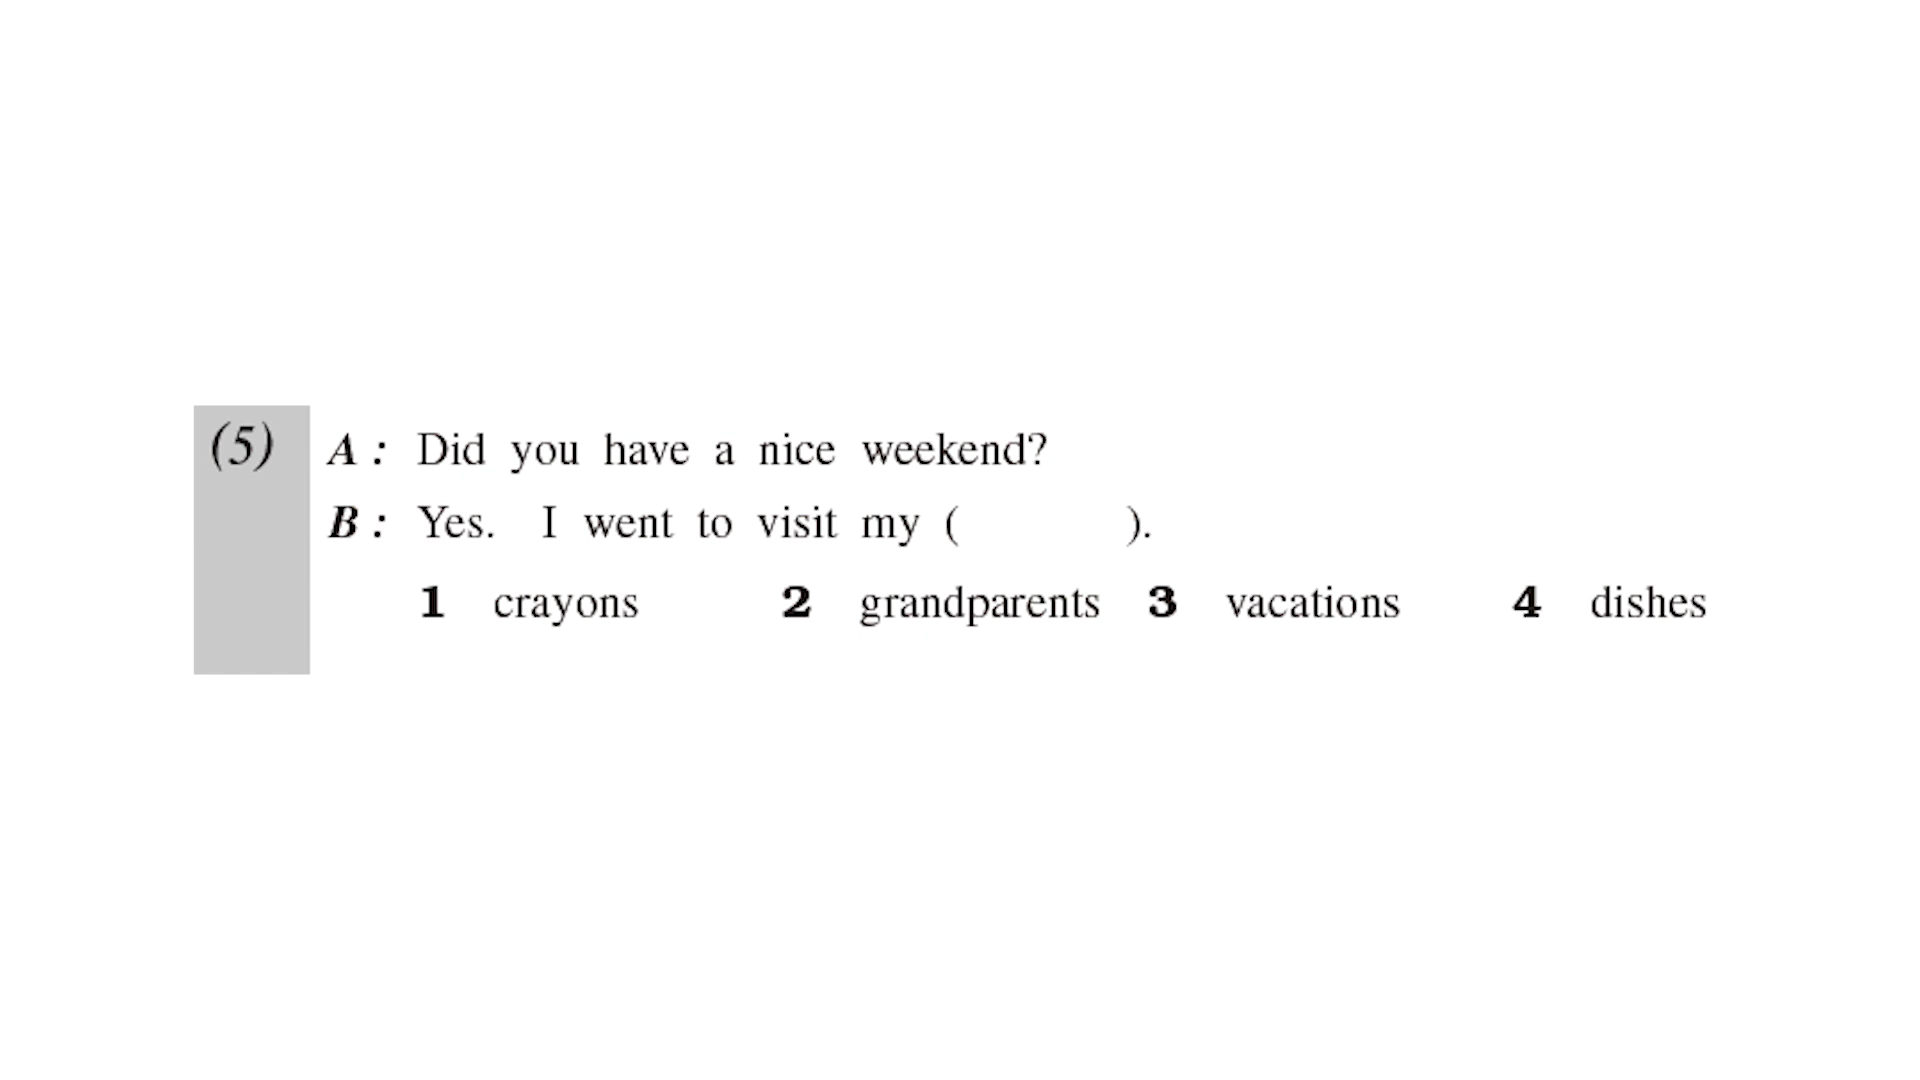 (5) A : Did you have a nice weekend?
B : Yes. I went to visit my ( ).
1 crayons 2 grandparents 3 vacations 4 dishes